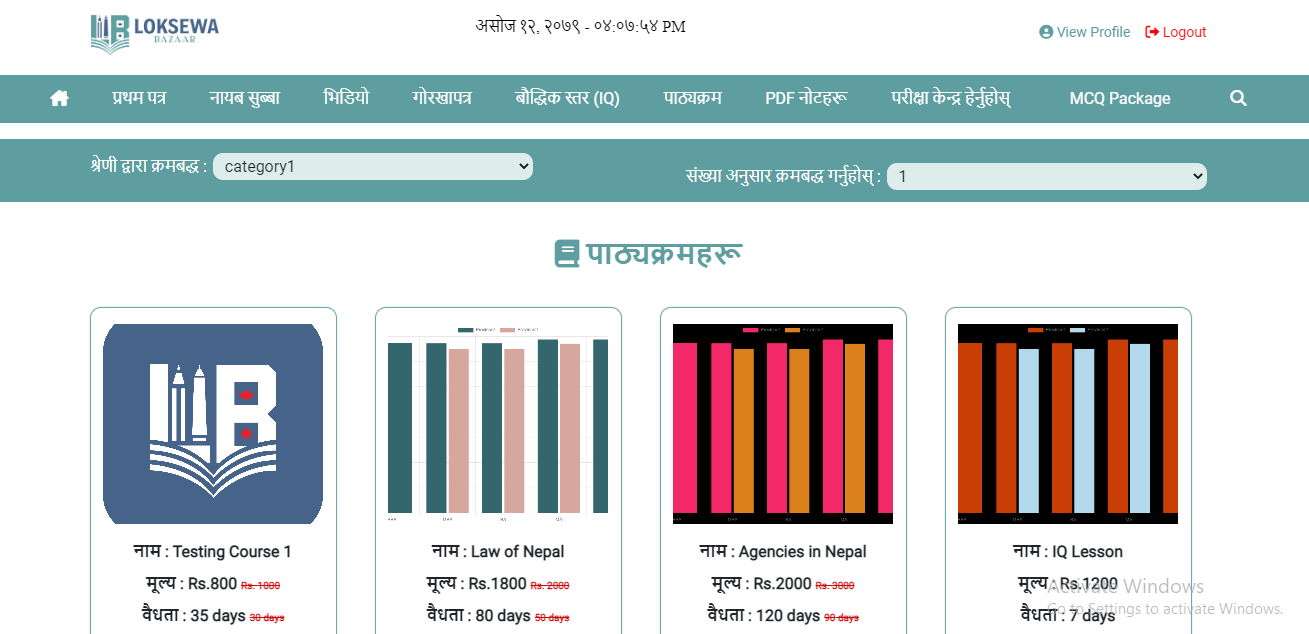 LOKSEWA
BAZAAR
असोज १२, २०७९ - ०४:०७:५४ PM
View Profile
Logout
प्रथम पत्र
नायब सुब्बा
भिडियो
गोरखापत्र
बौद्धिक स्तर (IQ)
पाठ्यक्रम
PDF नोटहरू
परीक्षा केन्द्र हेर्नुहोस्
MCQ Package
श्रेणी द्वारा क्रमबद्ध : category1
संख्या अनुसार क्रमबद्ध गर्नुहोस् : 1
पाठ्यक्रमहरू
नाम : Testing Course 1
मूल्य : Rs.800 Rs. 1000
वैधता : 35 days 30 days
नाम : Law of Nepal
मूल्य : Rs.1800 Rs. 2000
वैधता : 80 days 50 days
नाम : Agencies in Nepal
मूल्य : Rs.2000 Rs. 3000
वैधता : 120 days 90 days
नाम : IQ Lesson
मूल्य : Rs.1200
वैधता : 7 days
Activate Windows
Go to Settings to activate Windows.